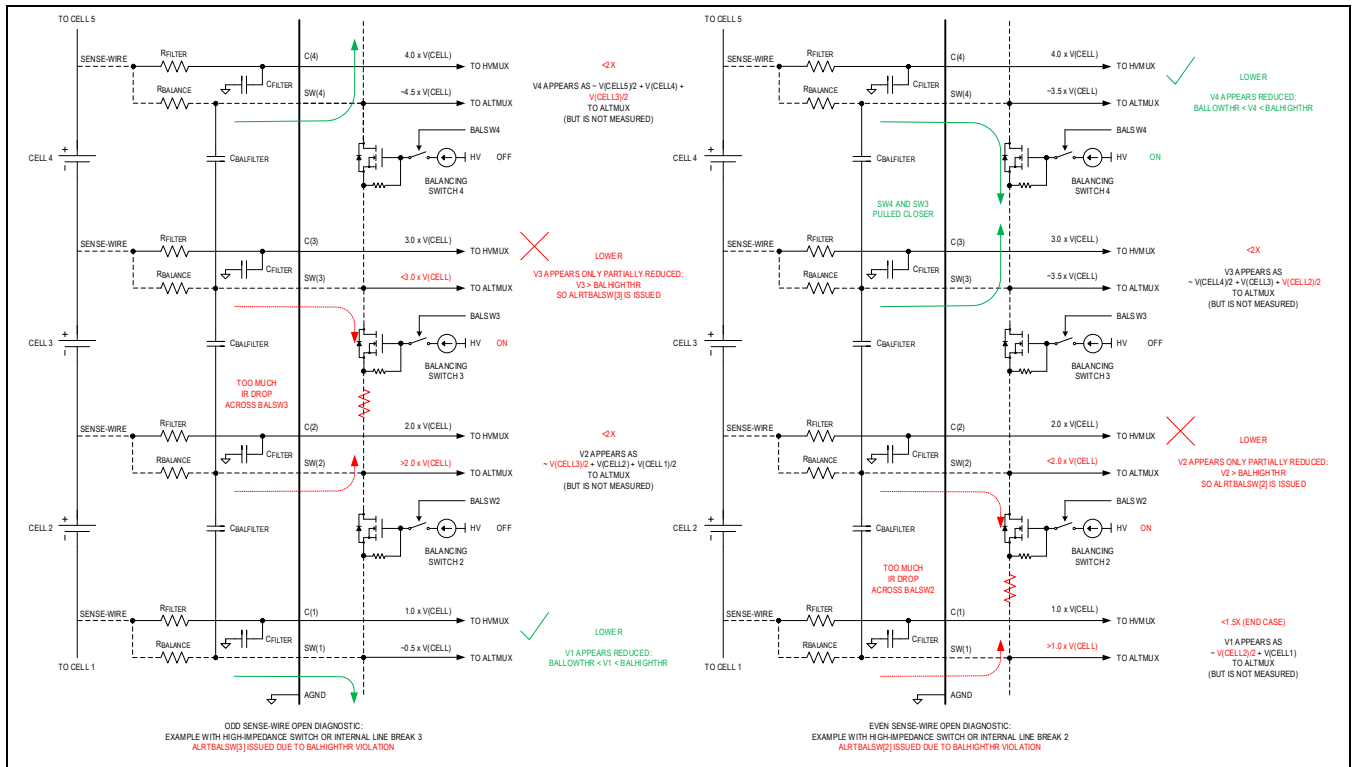 TO CELL 5
SENSE-WIRE
RFILTER
CFILTER
RBALANCE
C(4)
4.0 x V(CELL)
TO HVMUX
SW(4)
~4.5 x V(CELL)
TO ALTMUX
<2X
V4 APPEARS AS ~ V(CELL5)/2 + V(CELL4) +
V(CELL3)/2
TO ALTMUX
(BUT IS NOT MEASURED)
CELL 4
+
-
CBALFILTER
BALSW4
HV
OFF
BALANCING
SWITCH 4
SENSE-WIRE
RFILTER
CFILTER
RBALANCE
C(3)
3.0 x V(CELL)
TO HVMUX
SW(3)
<3.0 x V(CELL)
TO ALTMUX
LOWER
V3 APPEARS ONLY PARTIALLY REDUCED:
V3 > BALHIGHTHR
SO ALRTBALSW[3] IS ISSUED
CELL 3
+
-
CBALFILTER
BALSW3
HV
ON
BALANCING
SWITCH 3
TOO MUCH
IR DROP
ACROSS BALSW3
SENSE-WIRE
RFILTER
CFILTER
RBALANCE
C(2)
2.0 x V(CELL)
TO HVMUX
SW(2)
>2.0 x V(CELL)
TO ALTMUX
<2X
V2 APPEARS AS
~ V(CELL3)/2 + V(CELL2) + V(CELL1)/2
TO ALTMUX
(BUT IS NOT MEASURED)
CELL 2
+
-
CBALFILTER
BALSW2
HV
OFF
BALANCING
SWITCH 2
SENSE-WIRE
RFILTER
CFILTER
RBALANCE
C(1)
1.0 x V(CELL)
TO HVMUX
SW(1)
~0.5 x V(CELL)
TO ALTMUX
LOWER
V1 APPEARS REDUCED:
BALLOWTHR < V1 < BALHIGHTHR
TO CELL 1
AGND
ODD SENSE-WIRE OPEN DIAGNOSTIC:
EXAMPLE WITH HIGH-IMPEDANCE SWITCH OR INTERNAL LINE BREAK 3
ALRTBALSW[3] ISSUED DUE TO BALHIGHTHR VIOLATION
TO CELL 5
SENSE-WIRE
RFILTER
CFILTER
RBALANCE
C(4)
4.0 x V(CELL)
TO HVMUX
SW(4)
~3.5 x V(CELL)
TO ALTMUX
LOWER
V4 APPEARS REDUCED:
BALLOWTHR < V4 < BALHIGHTHR
CELL 4
+
-
CBALFILTER
BALSW4
HV
ON
BALANCING
SWITCH 4
SW4 AND SW3
PULLED CLOSER
SENSE-WIRE
RFILTER
CFILTER
RBALANCE
C(3)
3.0 x V(CELL)
TO HVMUX
SW(3)
~3.5 x V(CELL)
TO ALTMUX
<2X
V3 APPEARS AS
~ V(CELL4)/2 + V(CELL3) + V(CELL2)/2
TO ALTMUX
(BUT IS NOT MEASURED)
CELL 3
+
-
CBALFILTER
BALSW3
HV
OFF
BALANCING
SWITCH 3
SENSE-WIRE
RFILTER
CFILTER
RBALANCE
C(2)
2.0 x V(CELL)
TO HVMUX
SW(2)
<2.0 x V(CELL)
TO ALTMUX
LOWER
V2 APPEARS ONLY PARTIALLY REDUCED:
V2 > BALHIGHTHR
SO ALRTBALSW[2] IS ISSUED
CELL 2
+
-
CBALFILTER
BALSW2
HV
ON
BALANCING
SWITCH 2
TOO MUCH
IR DROP
ACROSS BALSW2
SENSE-WIRE
RFILTER
CFILTER
RBALANCE
C(1)
1.0 x V(CELL)
TO HVMUX
SW(1)
>1.0 x V(CELL)
TO ALTMUX
<1.5X (END CASE)
V1 APPEARS AS
~ V(CELL2)/2 + V(CELL1)
TO ALTMUX
(BUT IS NOT MEASURED)
TO CELL 1
AGND
EVEN SENSE-WIRE OPEN DIAGNOSTIC:
EXAMPLE WITH HIGH-IMPEDANCE SWITCH OR INTERNAL LINE BREAK 2
ALRTBALSW[2] ISSUED DUE TO BALHIGHTHR VIOLATION